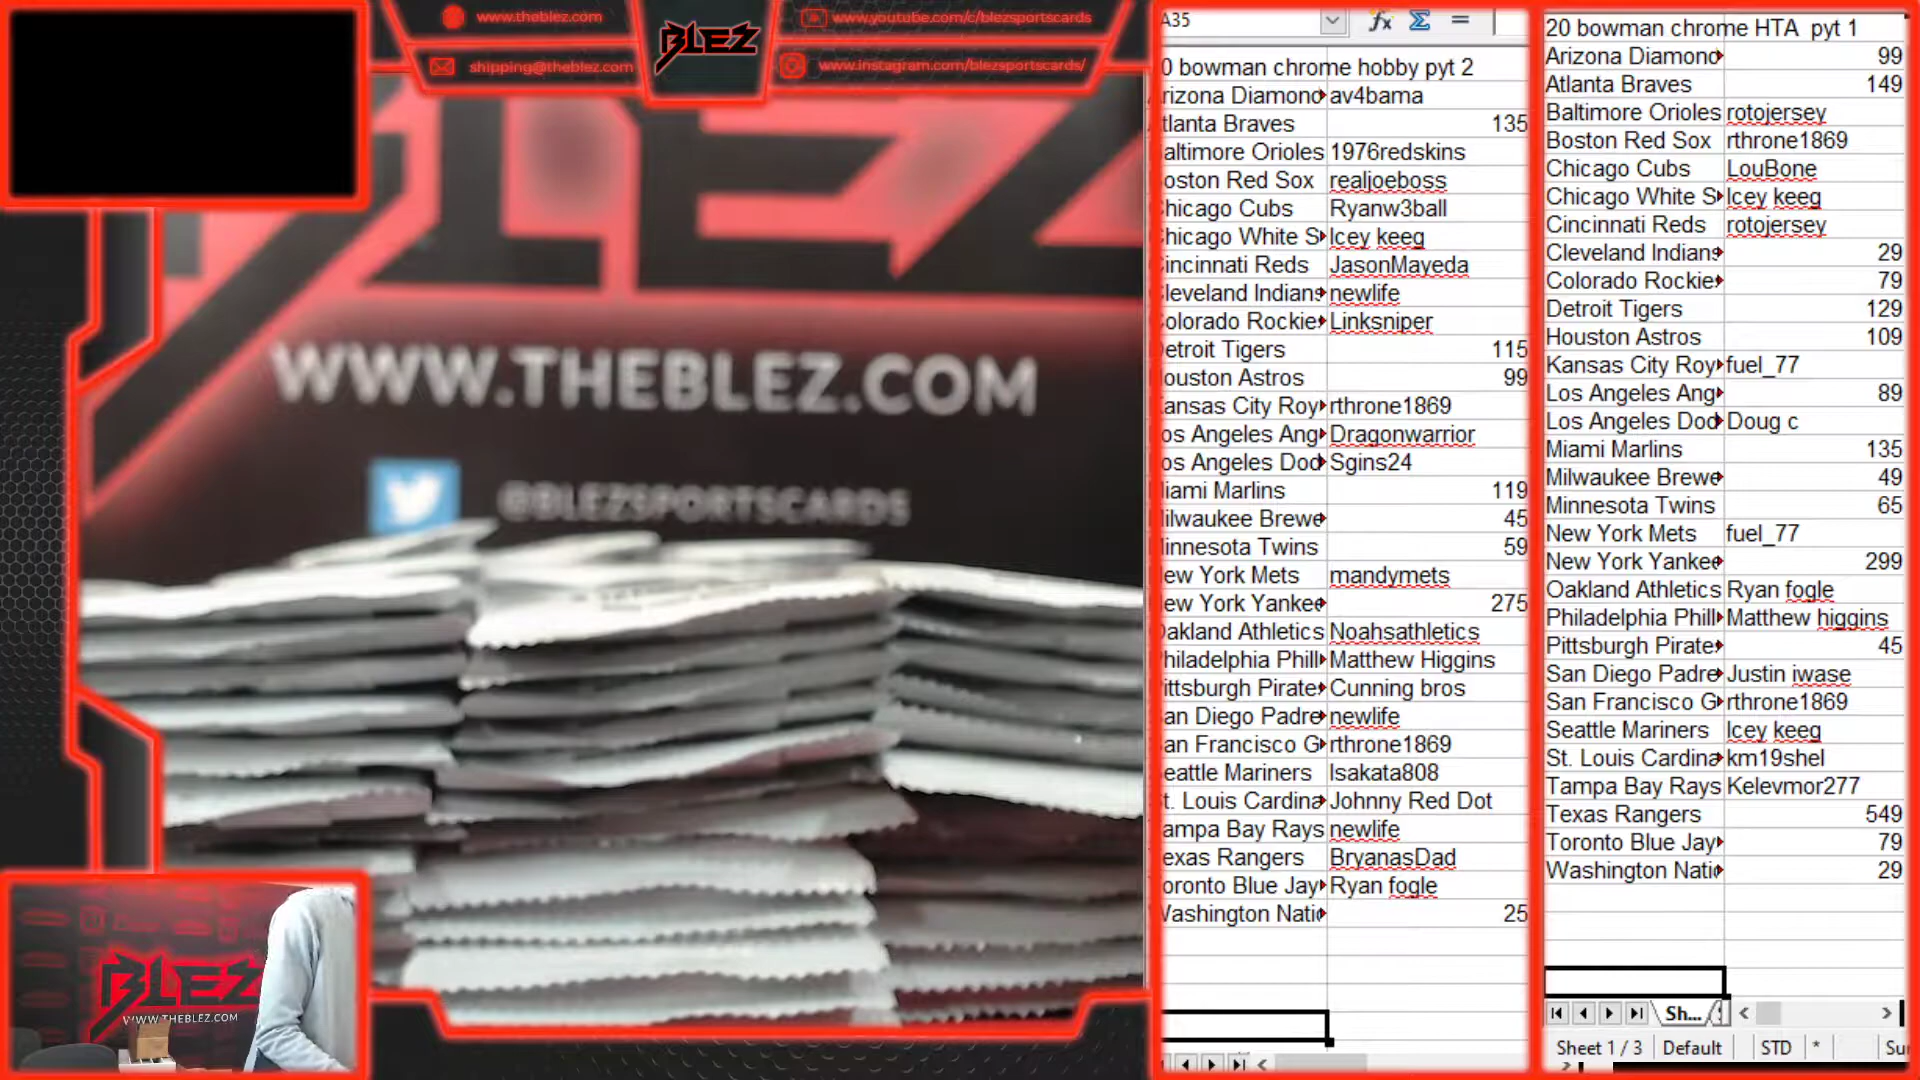 www.theblez.com
shipping@theblez.com
BLEZ
www.youtube.com/c/blezsportscards
www.instagram.com/blezsportscards/
WWW.THEBLEZ.COM
@BLEZSPORTSCARDS
BLEZ
WWW.THEBLEZ.COM
A35
0 bowman chrome hobby pyt 2
rizona Diamond av4bama
tlanta Braves 135
altimore Orioles 1976redskins
oston Red Sox realjoeboss
hicago Cubs Ryanw3ball
hicago White S Icey keeg
incinnati Reds JasonMayeda
leveland Indians newlife
olorado Rockie Linksniper
etroit Tigers 115
ouston Astros 99
ansas City Roy rthrone1869
os Angeles Ang Dragonwarrior
os Angeles Dod Sgins24
iami Marlins 119
ilwaukee Brewe 45
innesota Twins 59
ew York Mets mandymets
ew York Yankee 275
akland Athletics Noahsathletics
hiladelphia Phill Matthew Higgins
ittsburgh Pirate Cunning bros
an Diego Padre newlife
an Francisco G rthrone1869
eattle Mariners Isakata808
t. Louis Cardina Johnny Red Dot
ampa Bay Rays newlife
exas Rangers BryanasDad
oronto Blue Jay Ryan fogle
ashington Natio 25
20 bowman chrome HTA pyt 1
Arizona Diamond 99
Atlanta Braves 149
Baltimore Orioles rotojersey
Boston Red Sox rthrone1869
Chicago Cubs LouBone
Chicago White S Icey keeg
Cincinnati Reds rotojersey
Cleveland Indians 29
Colorado Rockie 79
Detroit Tigers 129
Houston Astros 109
Kansas City Roy fuel_77
Los Angeles Ang 89
Los Angeles Dod Doug c
Miami Marlins 135
Milwaukee Brewe 49
Minnesota Twins 65
New York Mets fuel_77
New York Yankee 299
Oakland Athletics Ryan fogle
Philadelphia Phill Matthew higgins
Pittsburgh Pirate 45
San Diego Padre Justin iwase
San Francisco G rthrone1869
Seattle Mariners Icey keeg
St. Louis Cardina km19shel
Tampa Bay Rays Kelevmor277
Texas Rangers 549
Toronto Blue Jay 79
Washington Natio 29
Sh...
Sheet 1 / 3 Default STD *